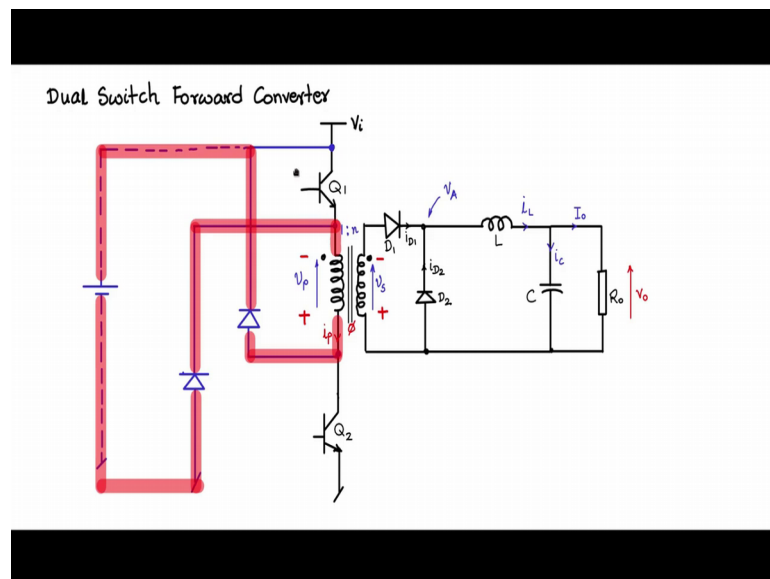 Dual Switch Forward Converter
Vi
Q1
1:n
VA
iL
Io
D1
iD1
L
- -
vp
vs
iD2
ic
+ +
D2
C
Ro
vo
ip
φ
Q2